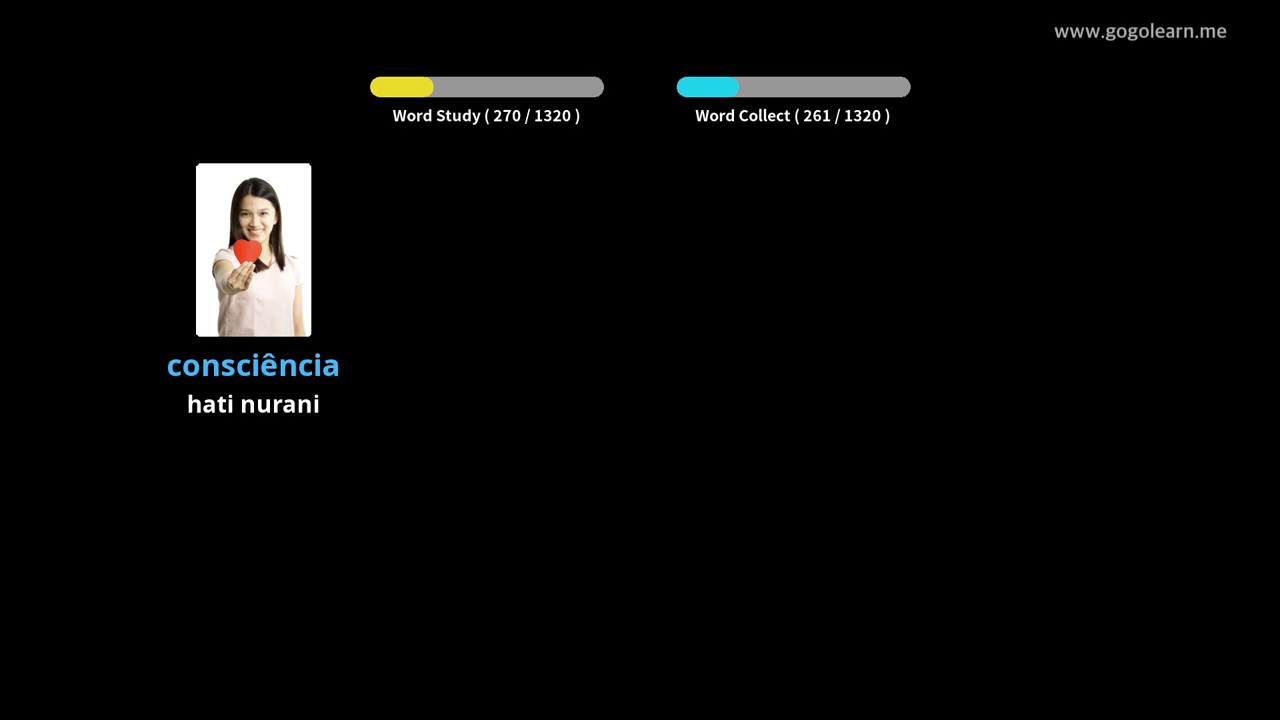 www.gogolearn.me
Word Study ( 270 / 1320 )
Word Collect ( 261 / 1320 )
consciência
hati nurani